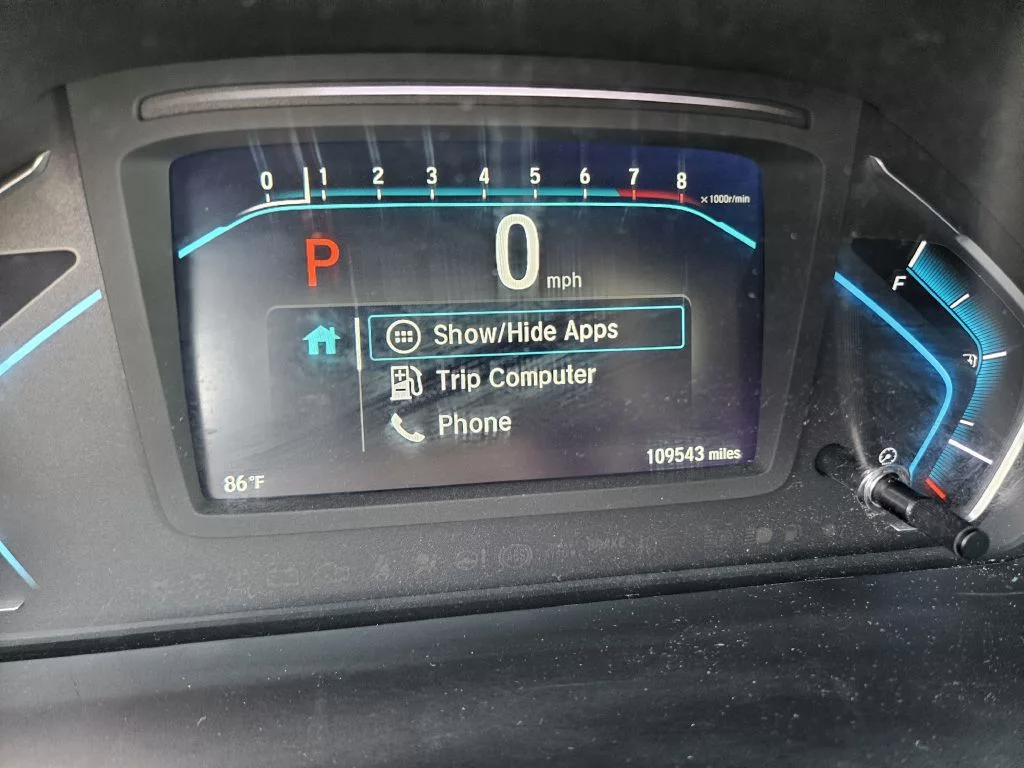 0 1 2 3 4 5 6 7 8 ×1000r/min
P 0 mph
F
Show/Hide Apps
Trip Computer
Phone
109543 miles
86°F